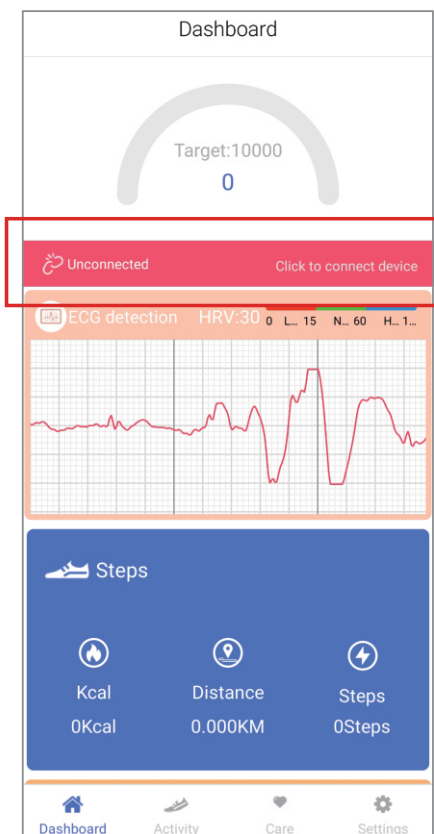 Dashboard
Target:10000
0
Unconnected Click to connect device
ECG detection HRV:30 0 L... 15 N... 60 H... 1...
Steps
Kcal Distance Steps
0Kcal 0.000KM 0Steps
Dashboard Activity Care Settings